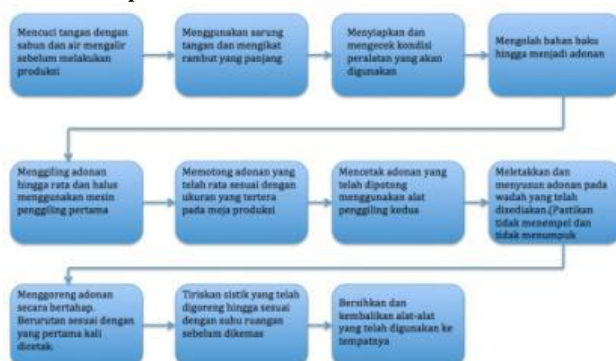 Mencuci tangan dengan
sabun dan air mengalir
sebelum melakukan
produksi
Menggunakan sarung
tangan dan mengikat
rambut yang panjang
Menyiapkan dan
mengecek kondisi
peralatan yang akan
digunakan
Mengolah bahan baku
hingga menjadi adonan
Menggiling adonan
hingga rata dan halus
menggunakan mesin
penggiling pertama
Memotong adonan yang
telah rata sesuai dengan
ukuran yang tertera
pada meja produksi
Mencetak adonan yang
telah dipotong
menggunakan alat
penggiling kedua
Meletakkan dan
menyusun adonan pada
wadah yang telah
disediakan.(Pastikan
tidak menempel dan
tidak menumpuk
Menggoreng adonan
secara bertahap.
Berurutan sesuai dengan
yang pertama kali
dicetak.
Tiriskan sistik yang telah
digoreng hingga sesuai
dengan suhu ruangan
sebelum dikemas
Bersihkan dan
kembalikan alat-alat
yang telah digunakan ke
tempatnya